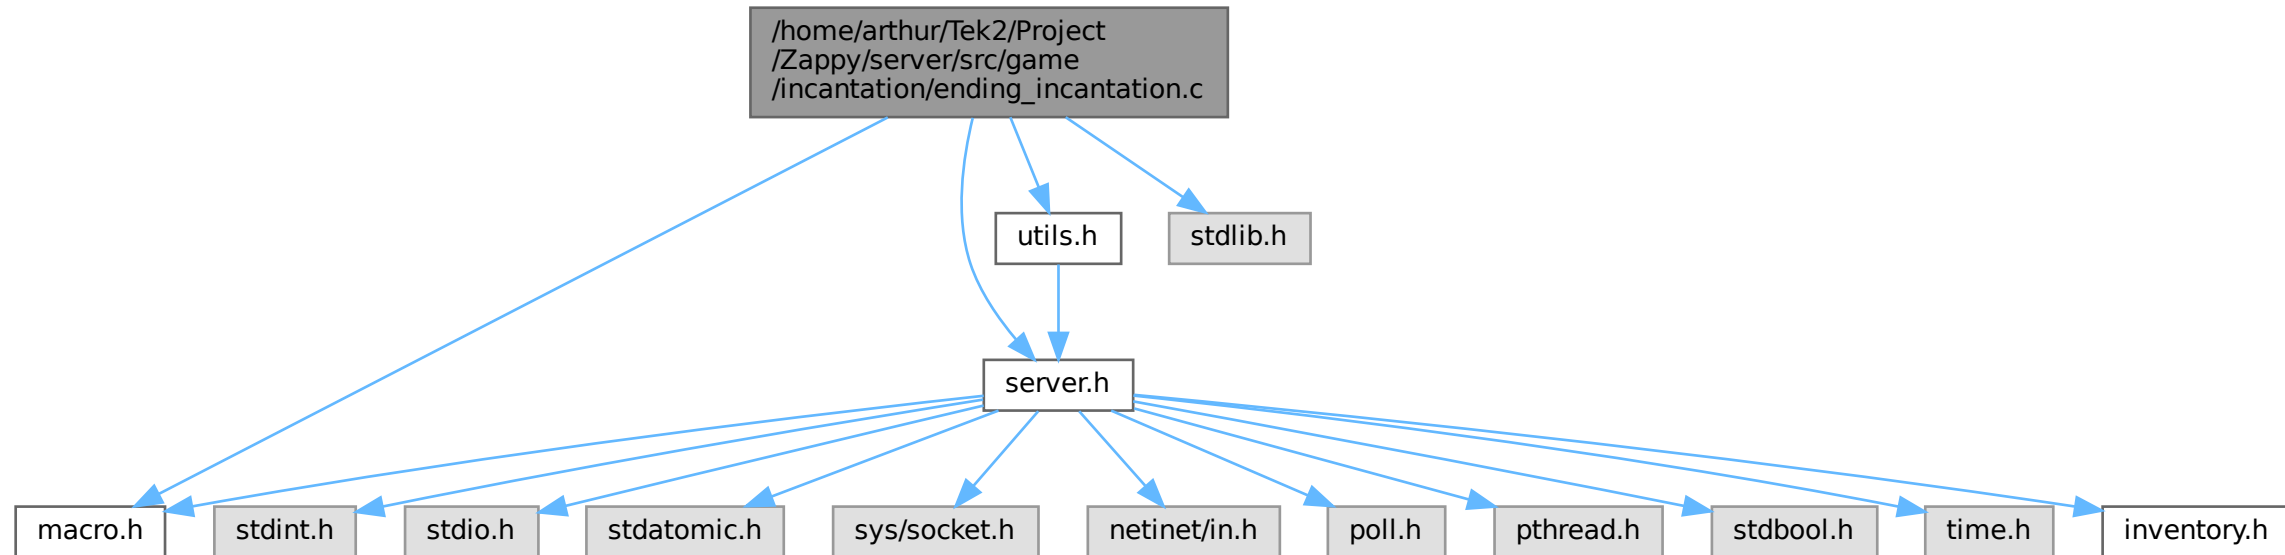 /home/arthur/Tek2/Project
/Zappy/server/src/game
/incantation/ending_incantation.c
utils.h
stdlib.h
server.h
macro.h
stdint.h
stdio.h
stdatomic.h
sys/socket.h
netinet/in.h
poll.h
pthread.h
stdbool.h
time.h
inventory.h